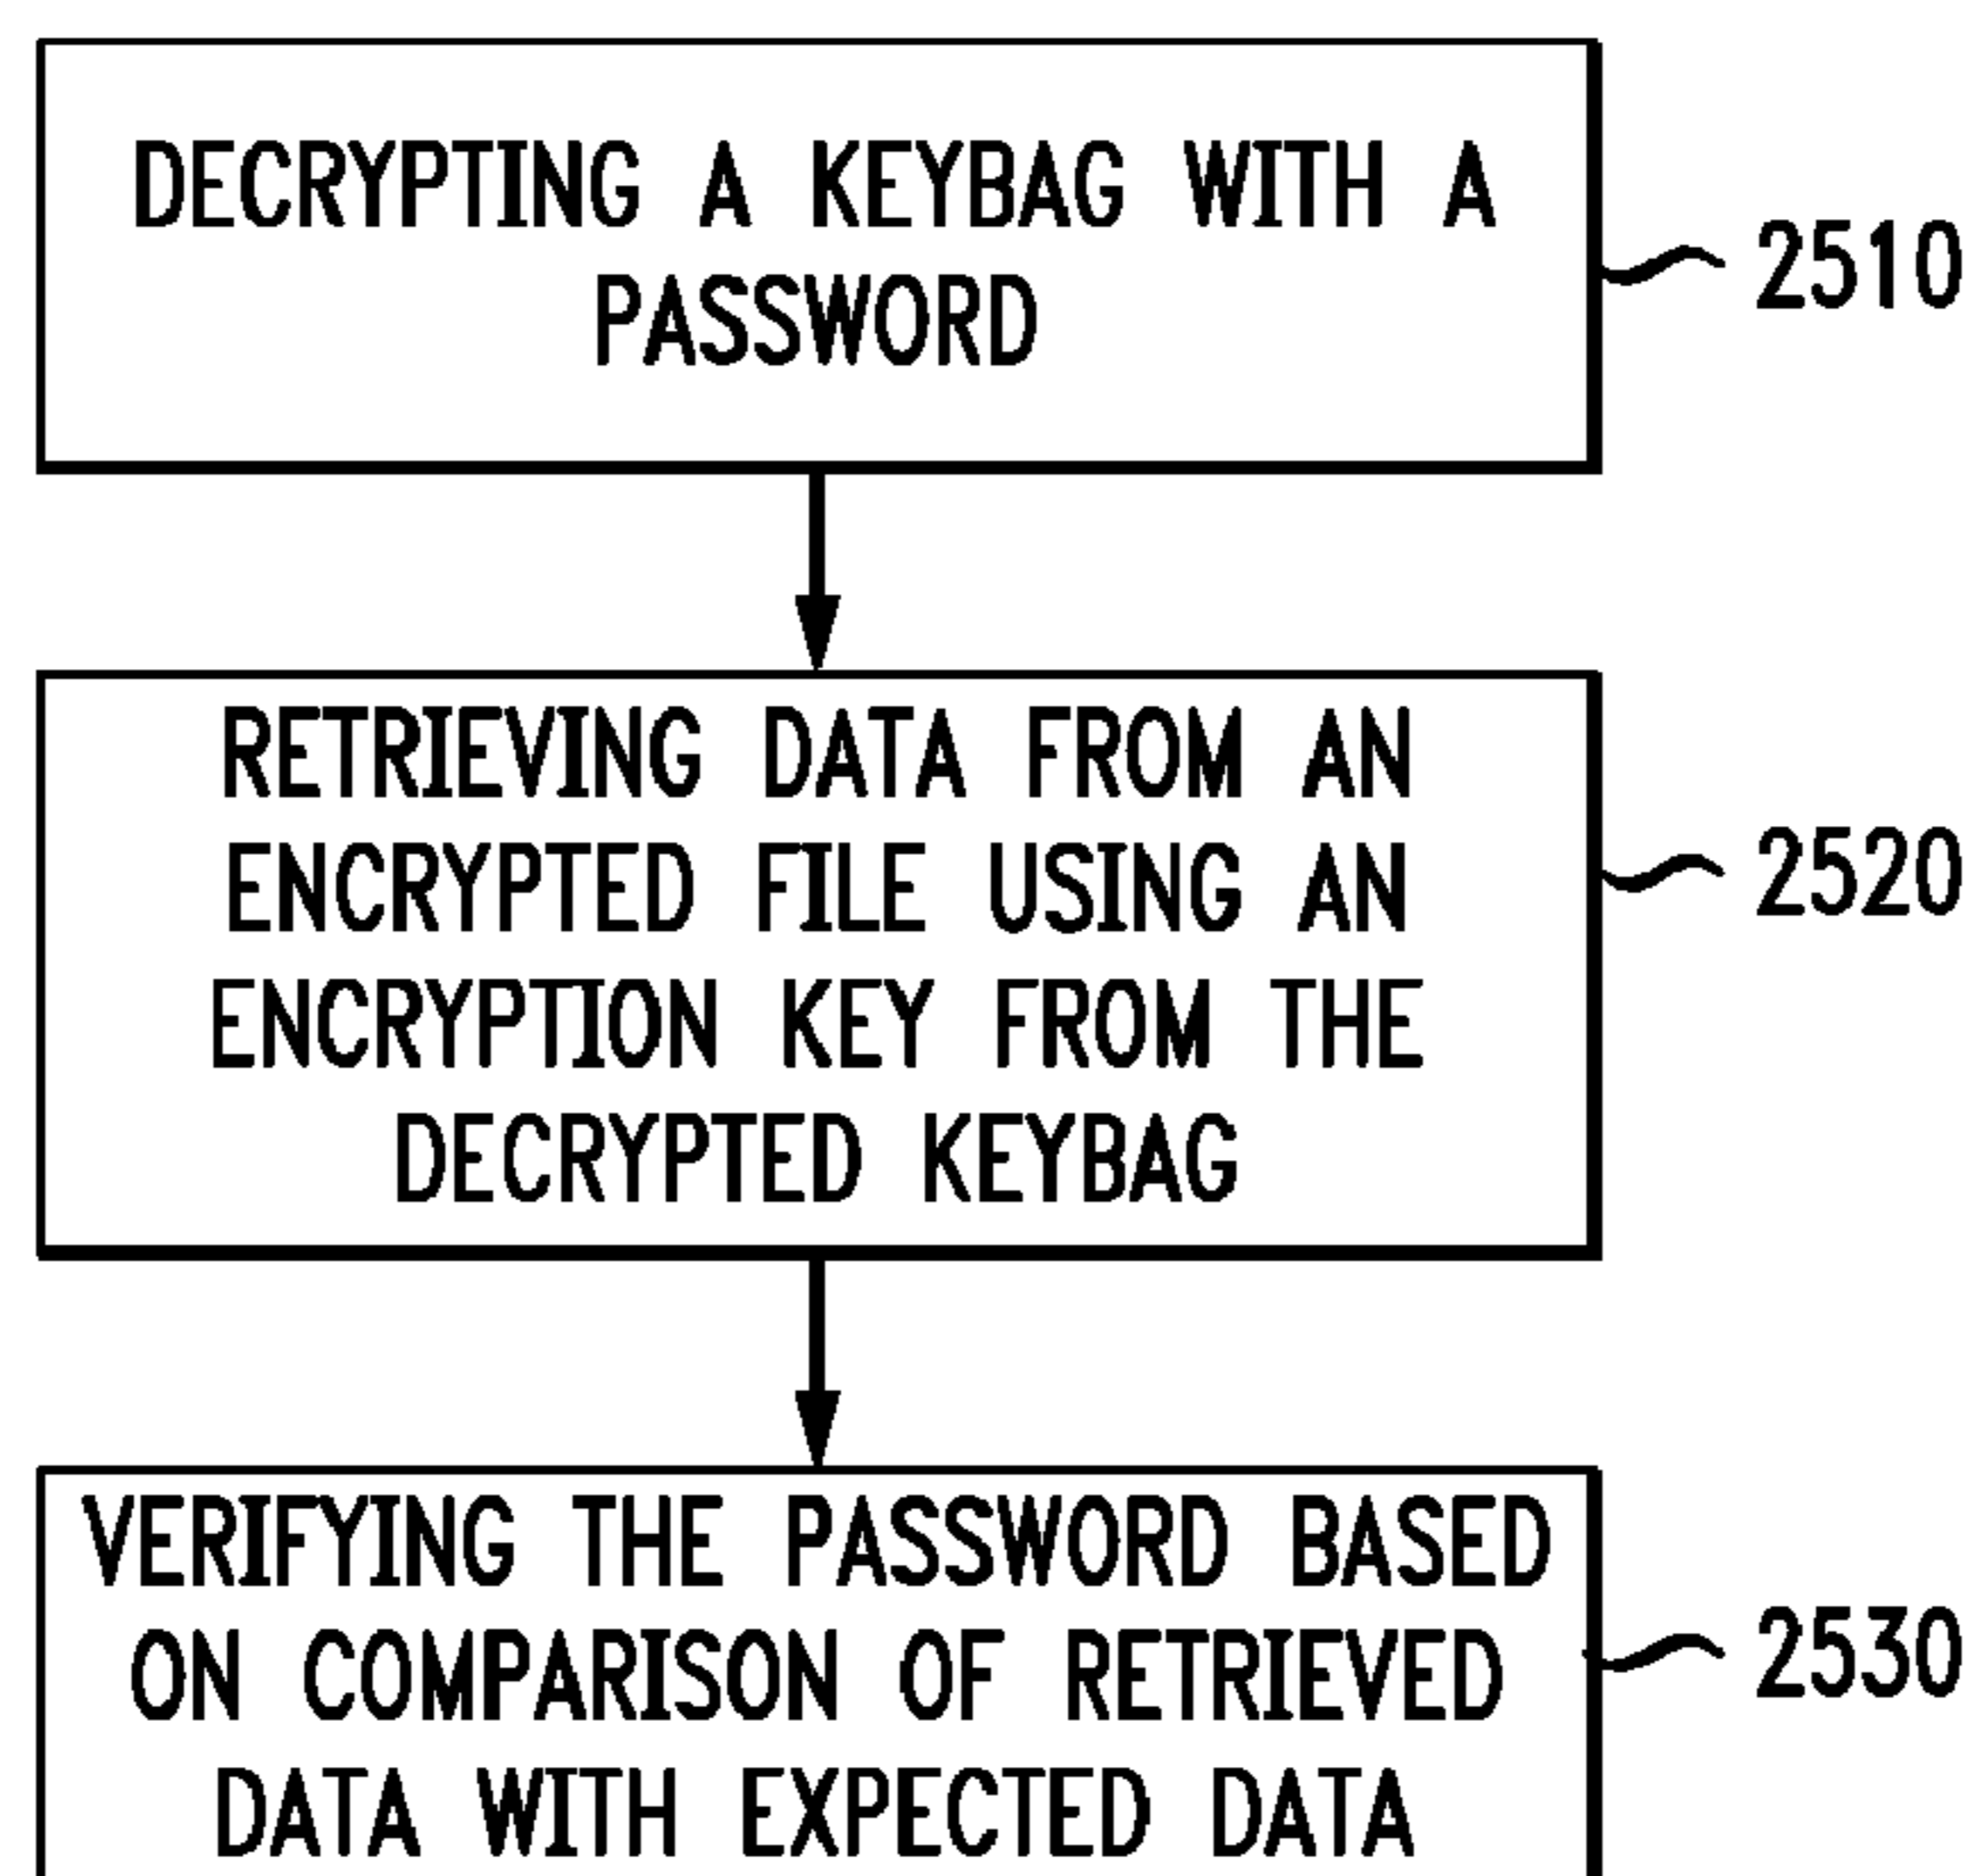 DECRYPTING A KEYBAG WITH A
PASSWORD
2510
RETRIEVING DATA FROM AN
ENCRYPTED FILE USING AN
ENCRYPTION KEY FROM THE
DECRYPTED KEYBAG
2520
VERIFYING THE PASSWORD BASED
ON COMPARISON OF RETRIEVED
DATA WITH EXPECTED DATA
2530